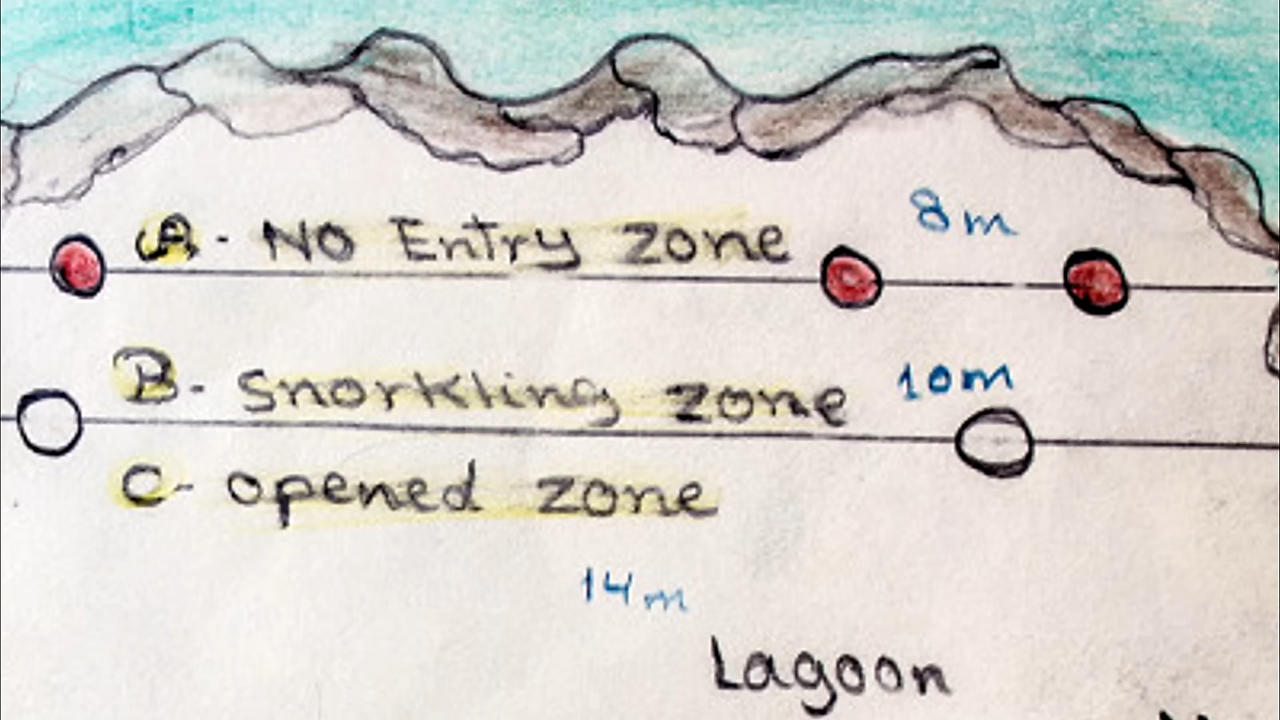 A- No Entry zone
8m
B- Snorkling zone
10m
C- opened zone
14m
Lagoon